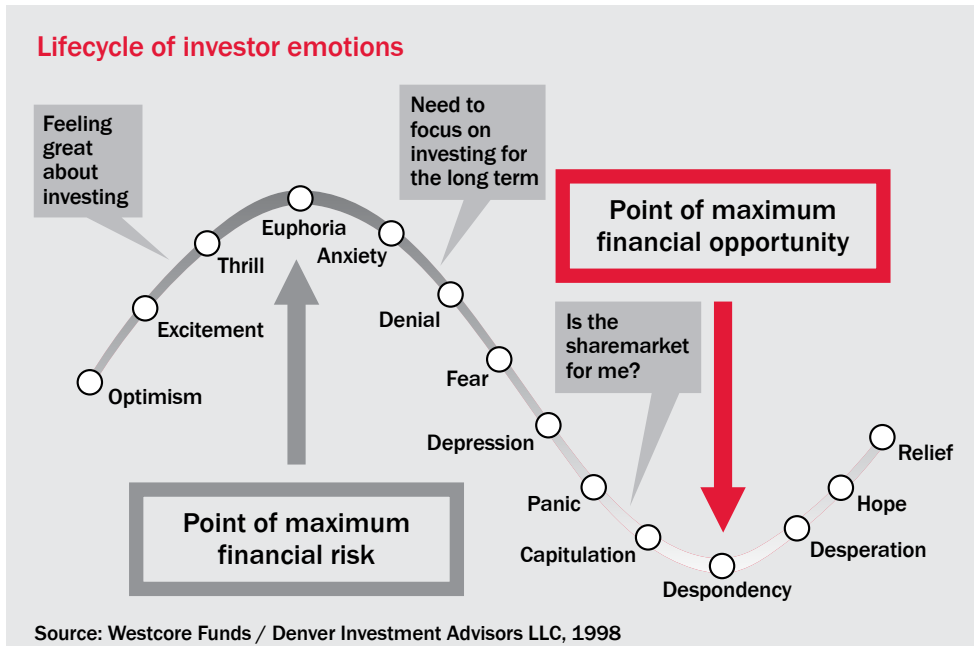 Lifecycle of investor emotions
Feeling
great
about
investing
Need to
focus on
investing for
the long term
Point of maximum
financial opportunity
Euphoria
Thrill
Anxiety
Excitement
Denial
Is the
sharemarket
for me?
Optimism
Fear
Depression
Relief
Panic
Hope
Point of maximum
financial risk
Capitulation
Desperation
Despondency
Source: Westcore Funds / Denver Investment Advisors LLC, 1998